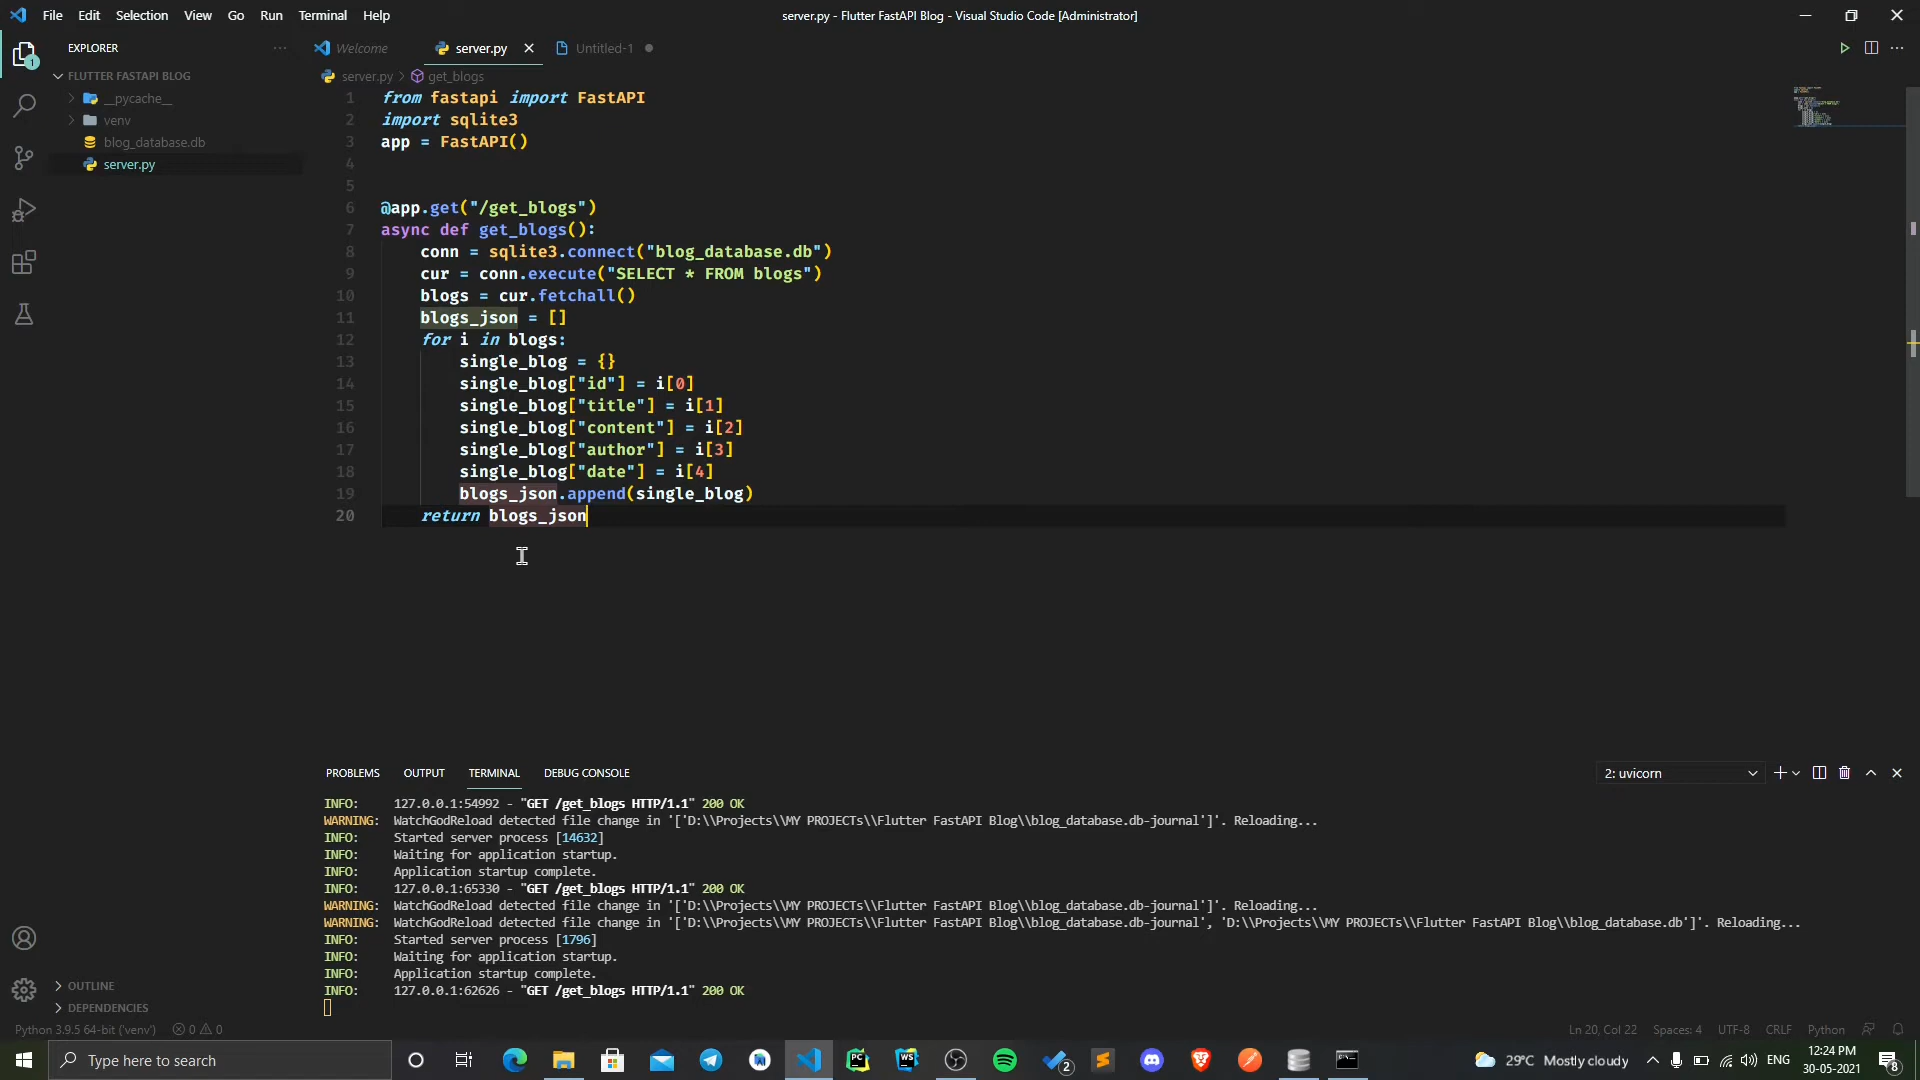 File Edit Selection View Go Run Terminal Help
server.py - Flutter FastAPI Blog - Visual Studio Code [Administrator]
EXPLORER
Welcome
server.py
Untitled-1
1
FLUTTER FASTAPI BLOG
server.py > get_blogs
__pycache__
venv
blog_database.db
server.py
1 from fastapi import FastAPI
2 import sqlite3
3 app = FastAPI()
4
5
6 @app.get("/get_blogs")
7 async def get_blogs():
8 conn = sqlite3.connect("blog_database.db")
9 cur = conn.execute("SELECT * FROM blogs")
10 blogs = cur.fetchall()
11 blogs_json = []
12 for i in blogs:
13 single_blog = {}
14 single_blog["id"] = i[0]
15 single_blog["title"] = i[1]
16 single_blog["content"] = i[2]
17 single_blog["author"] = i[3]
18 single_blog["date"] = i[4]
19 blogs_json.append(single_blog)
20 return blogs_json
PROBLEMS OUTPUT TERMINAL DEBUG CONSOLE
2: uvicorn
INFO: 127.0.0.1:54992 - "GET /get_blogs HTTP/1.1" 200 OK
WARNING: WatchGodReload detected file change in '['D:\\Projects\\MY PROJECTs\\Flutter FastAPI Blog\\blog_database.db-journal']'. Reloading...
INFO: Started server process [14632]
INFO: Waiting for application startup.
INFO: Application startup complete.
INFO: 127.0.0.1:65330 - "GET /get_blogs HTTP/1.1" 200 OK
WARNING: WatchGodReload detected file change in '['D:\\Projects\\MY PROJECTs\\Flutter FastAPI Blog\\blog_database.db-journal']'. Reloading...
WARNING: WatchGodReload detected file change in '['D:\\Projects\\MY PROJECTs\\Flutter FastAPI Blog\\blog_database.db-journal', 'D:\\Projects\\MY PROJECTs\\Flutter FastAPI Blog\\blog_database.db']'. Reloading...
INFO: Started server process [1796]
INFO: Waiting for application startup.
INFO: Application startup complete.
INFO: 127.0.0.1:62626 - "GET /get_blogs HTTP/1.1" 200 OK
OUTLINE
DEPENDENCIES
Python 3.9.5 64-bit ('venv') 0 0
Ln 20, Col 22 Spaces: 4 UTF-8 CRLF Python
Type here to search
PC
WS
2
29°C Mostly cloudy
ENG
12:24 PM
30-05-2021
8